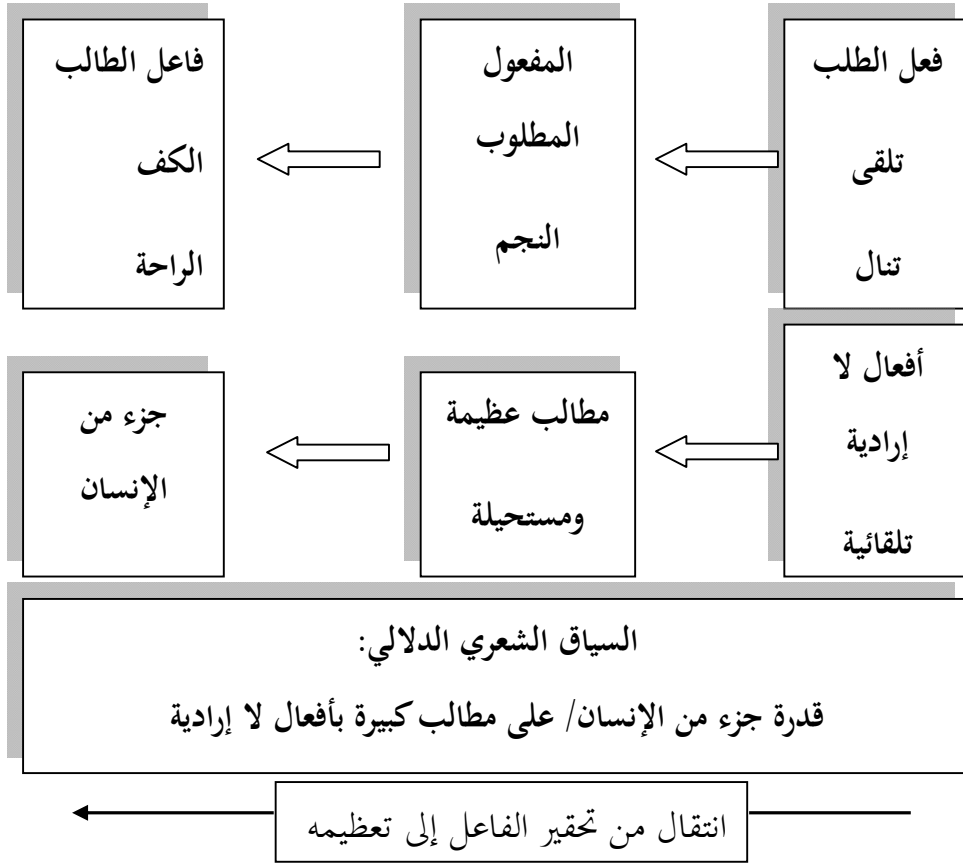 فعل الطلب
تلقى
تنال
المفعول
المطلوب
النجم
فاعل الطالب
الكف
الراحة
أفعال لا
إرادية
تلقائية
مطالب عظيمة
ومستحيلة
جزء من
الإنسان
السياق الشعري الدلالي:
قدرة جزء من الإنسان/ على مطالب كبيرة بأفعال لا إرادية
انتقال من تحقير الفاعل إلى تعظيمه